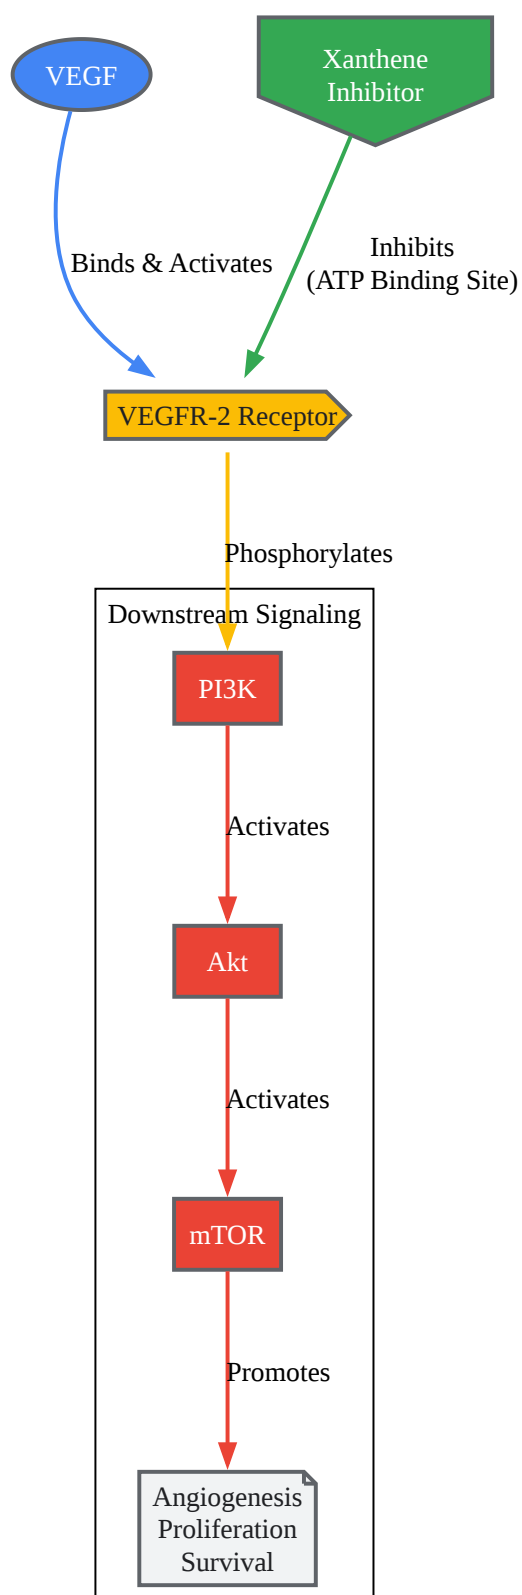 VEGF
Xanthene
Inhibitor
Binds & Activates
Inhibits
(ATP Binding Site)
VEGFR-2 Receptor
Phosphorylates
Downstream Signaling
PI3K
Activates
Akt
Activates
mTOR
Promotes
Angiogenesis
Proliferation
Survival